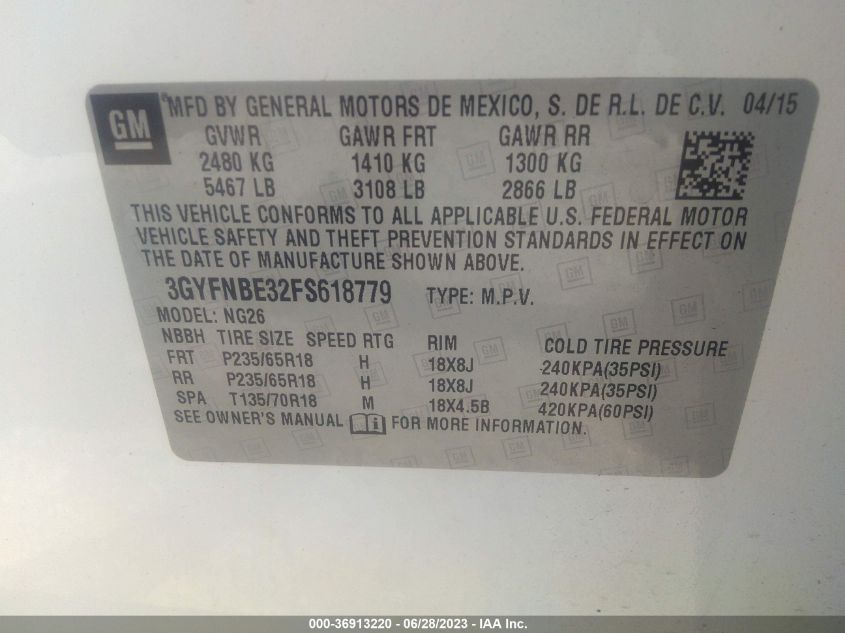 GM
MFD BY GENERAL MOTORS DE MEXICO, S. DE R.L. DE C.V. 04/15
GVWR GAWR FRT GAWR RR
2480 KG 1410 KG 1300 KG
5467 LB 3108 LB 2866 LB
THIS VEHICLE CONFORMS TO ALL APPLICABLE U.S. FEDERAL MOTOR
VEHICLE SAFETY AND THEFT PREVENTION STANDARDS IN EFFECT ON
THE DATE OF MANUFACTURE SHOWN ABOVE.
3GYFNBE32FS618779 TYPE: M.P.V.
MODEL: NG26
NBBH TIRE SIZE SPEED RTG RIM COLD TIRE PRESSURE
FRT P235/65R18 H 18X8J 240KPA(35PSI)
RR P235/65R18 H 18X8J 240KPA(35PSI)
SPA T135/70R18 M 18X4.5B 420KPA(60PSI)
SEE OWNER'S MANUAL FOR MORE INFORMATION.
000-36913220 - 06/28/2023 - IAA Inc.